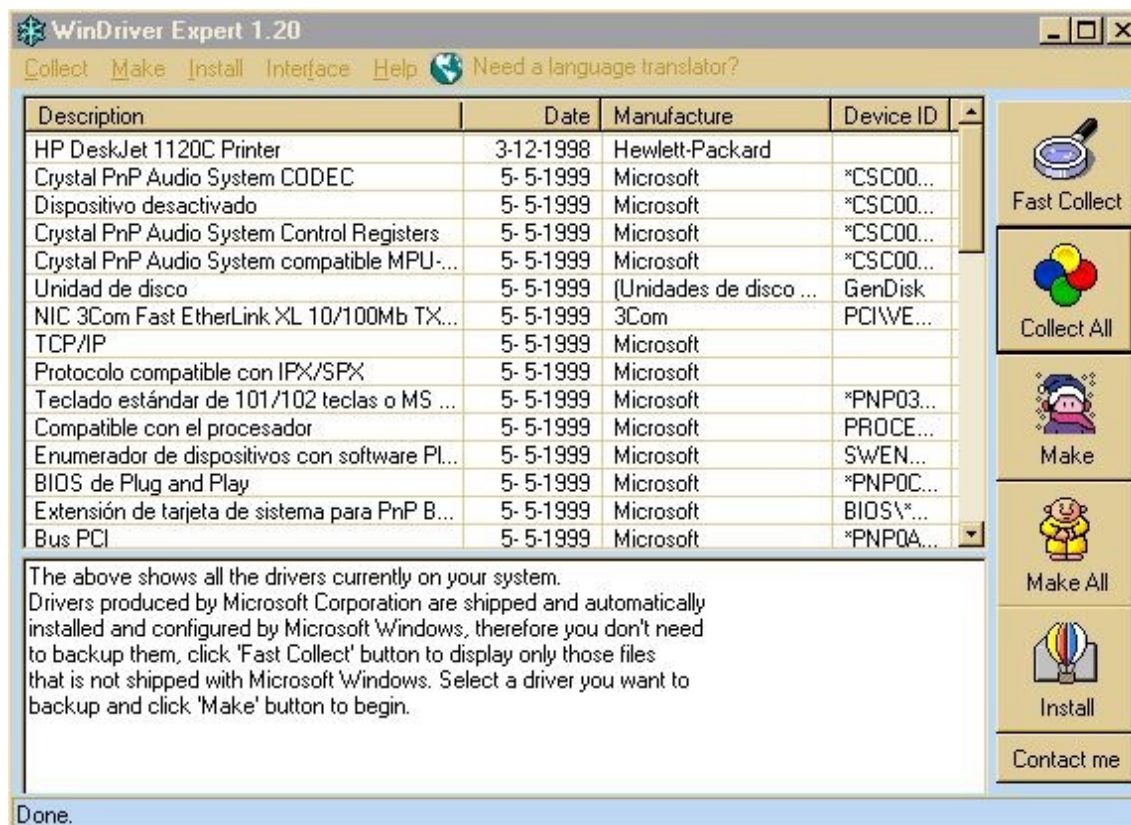 WinDriver Expert 1.20
Collect Make Install Interface Help Need a language translator?
Description Date Manufacture Device ID
HP DeskJet 1120C Printer 3-12-1998 Hewlett-Packard
Crystal PnP Audio System CODEC 5- 5-1999 Microsoft *CSC00...
Dispositivo desactivado 5- 5-1999 Microsoft *CSC00...
Crystal PnP Audio System Control Registers 5- 5-1999 Microsoft *CSC00...
Crystal PnP Audio System compatible MPU-... 5- 5-1999 Microsoft *CSC00...
Unidad de disco 5- 5-1999 (Unidades de disco ... GenDisk
NIC 3Com Fast EtherLink XL 10/100Mb TX... 5- 5-1999 3Com PCI\VE...
TCP/IP 5- 5-1999 Microsoft
Protocolo compatible con IPX/SPX 5- 5-1999 Microsoft
Teclado estándar de 101/102 teclas o MS ... 5- 5-1999 Microsoft *PNP03...
Compatible con el procesador 5- 5-1999 Microsoft PROCE...
Enumerador de dispositivos con software Pl... 5- 5-1999 Microsoft SWEN...
BIOS de Plug and Play 5- 5-1999 Microsoft *PNP0C...
Extensión de tarjeta de sistema para PnP B... 5- 5-1999 Microsoft BIOS\*...
Bus PCI 5- 5-1999 Microsoft *PNP0A...
Fast Collect
Collect All
Make
Make All
Install
Contact me
The above shows all the drivers currently on your system.
Drivers produced by Microsoft Corporation are shipped and automatically
installed and configured by Microsoft Windows, therefore you don't need
to backup them, click 'Fast Collect' button to display only those files
that is not shipped with Microsoft Windows. Select a driver you want to
backup and click 'Make' button to begin.
Done.